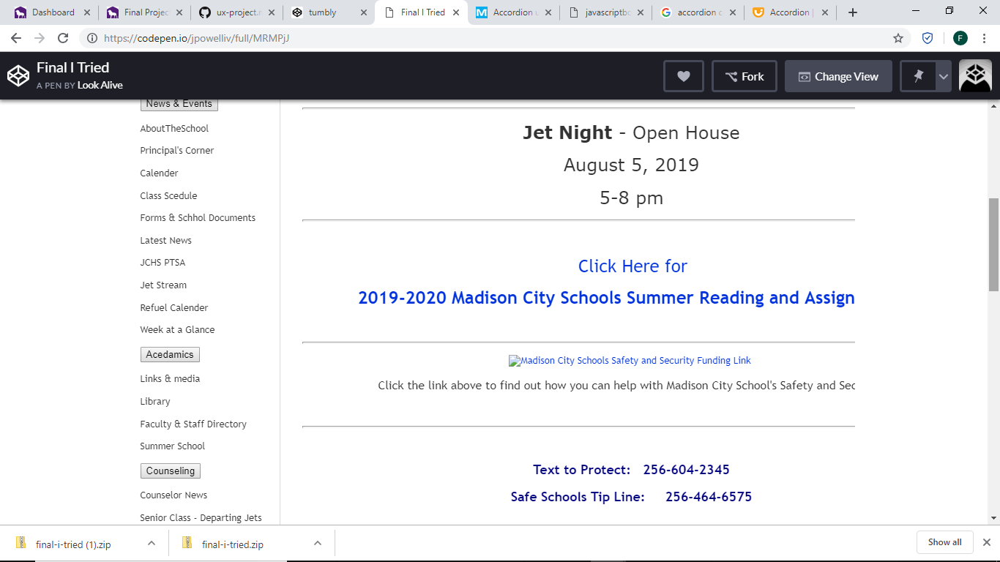 Dashboard
Final Projec
ux-project.r
tumbly
Final I Tried
Accordion u
javascriptbc
accordion c
Accordion |
https://codepen.io/jpowelliv/full/MRMPjJ
F
Final I Tried
A PEN BY Look Alive
Fork
Change View
News & Events
AboutTheSchool
Principal's Corner
Calender
Class Scedule
Forms & Schhol Documents
Latest News
JCHS PTSA
Jet Stream
Refuel Calender
Week at a Glance
Acedamics
Links & media
Library
Faculty & Staff Directory
Summer School
Counseling
Counselor News
Senior Class - Departing Jets
Jet Night - Open House
August 5, 2019
5-8 pm
Click Here for
2019-2020 Madison City Schools Summer Reading and Assign
Madison City Schools Safety and Security Funding Link
Click the link above to find out how you can help with Madison City School's Safety and Sec
Text to Protect: 256-604-2345
Safe Schools Tip Line: 256-464-6575
final-i-tried (1).zip
final-i-tried.zip
Show all